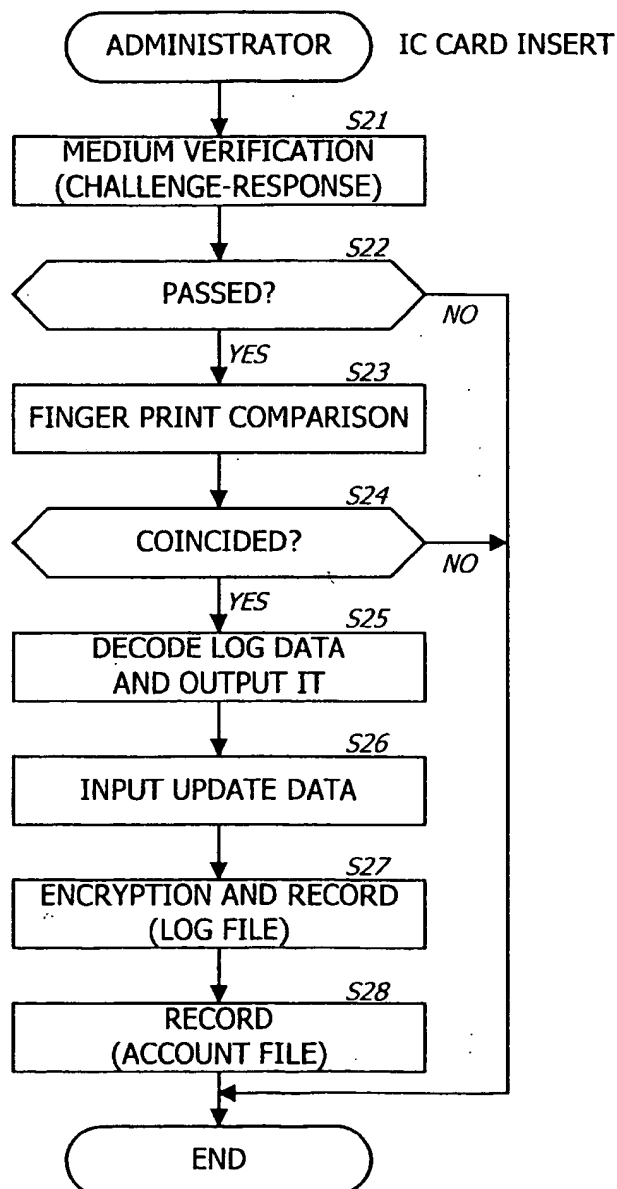 ADMINISTRATOR IC CARD INSERT
S21
MEDIUM VERIFICATION
(CHALLENGE-RESPONSE)
S22
PASSED?
NO
YES
S23
FINGER PRINT COMPARISON
S24
COINCIDED?
NO
YES
S25
DECODE LOG DATA
AND OUTPUT IT
S26
INPUT UPDATE DATA
S27
ENCRYPTION AND RECORD
(LOG FILE)
S28
RECORD
(ACCOUNT FILE)
END